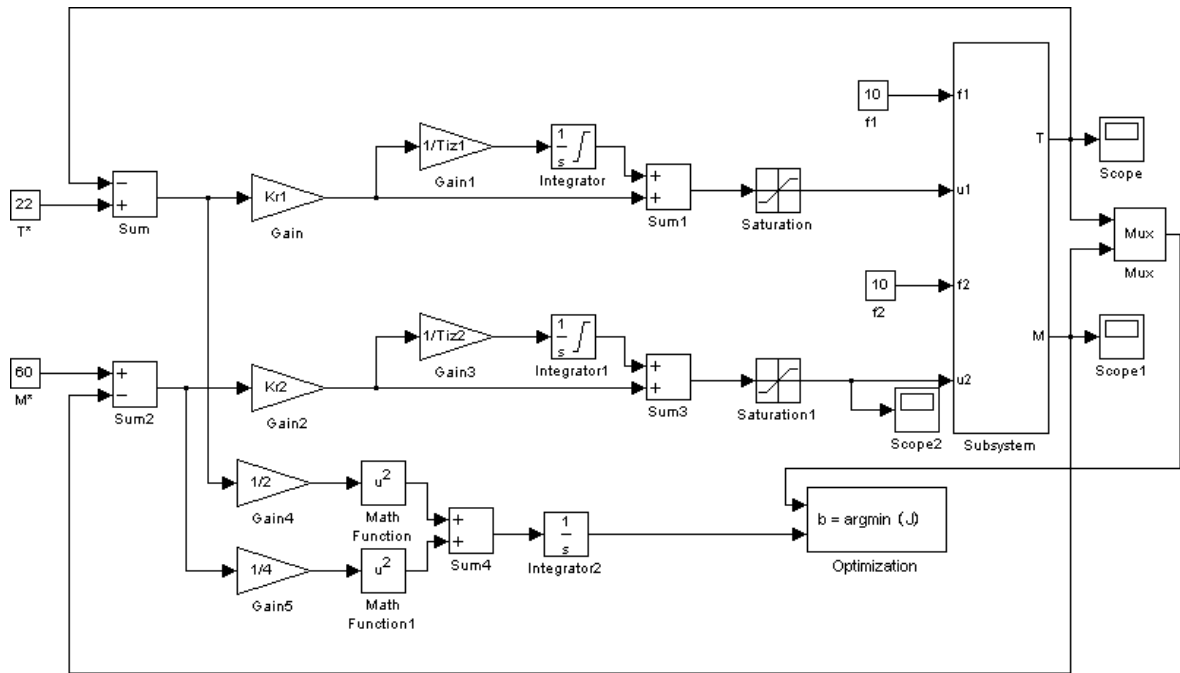 10
f1
f1
T
Scope
1/Tiz1
Gain1
1
s
Integrator
−
+
Sum
22
T*
Kr1
Gain
+
+
Sum1
Saturation
u1
Mux
Mux
10
f2
f2
M
Scope1
1/Tiz2
Gain3
1
s
Integrator1
60
M*
+
−
Sum2
Kr2
Gain2
+
+
Sum3
Saturation1
u2
Scope2
Subsystem
1/2
Gain4
u2
Math
Function
+
+
Sum4
1
s
Integrator2
b = argmin (J)
Optimization
1/4
Gain5
u2
Math
Function1